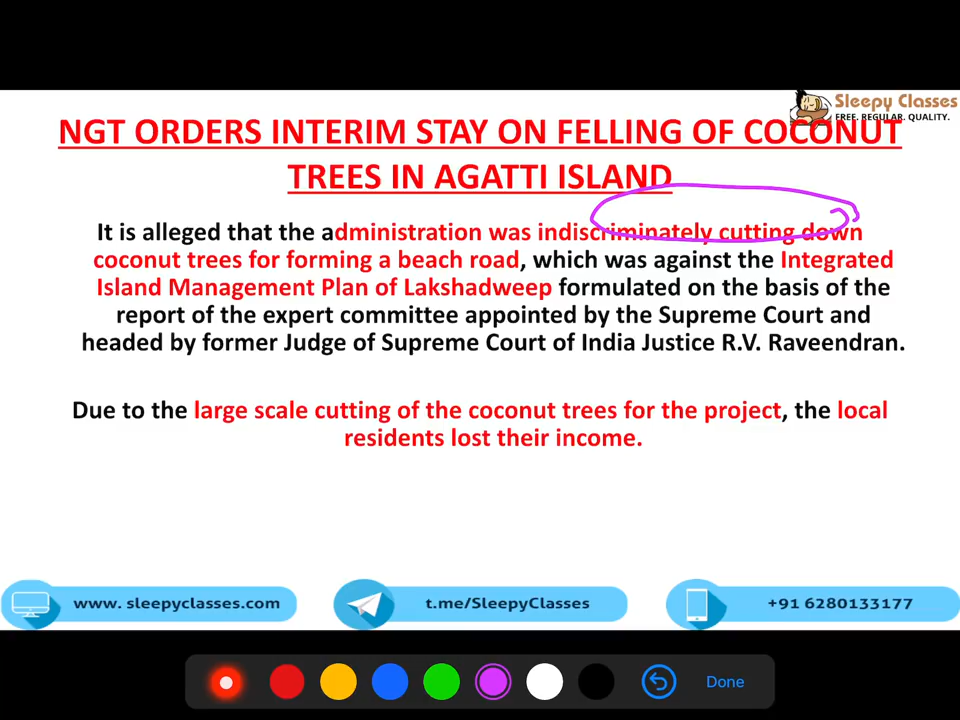 Sleepy Classes
FREE. REGULAR. QUALITY.
NGT ORDERS INTERIM STAY ON FELLING OF COCONUT
TREES IN AGATTI ISLAND
It is alleged that the administration was indiscriminately cutting down
coconut trees for forming a beach road, which was against the Integrated
Island Management Plan of Lakshadweep formulated on the basis of the
report of the expert committee appointed by the Supreme Court and
headed by former Judge of Supreme Court of India Justice R.V. Raveendran.
Due to the large scale cutting of the coconut trees for the project, the local
residents lost their income.
www. sleepyclasses.com
t.me/SleepyClasses
+91 6280133177
Done